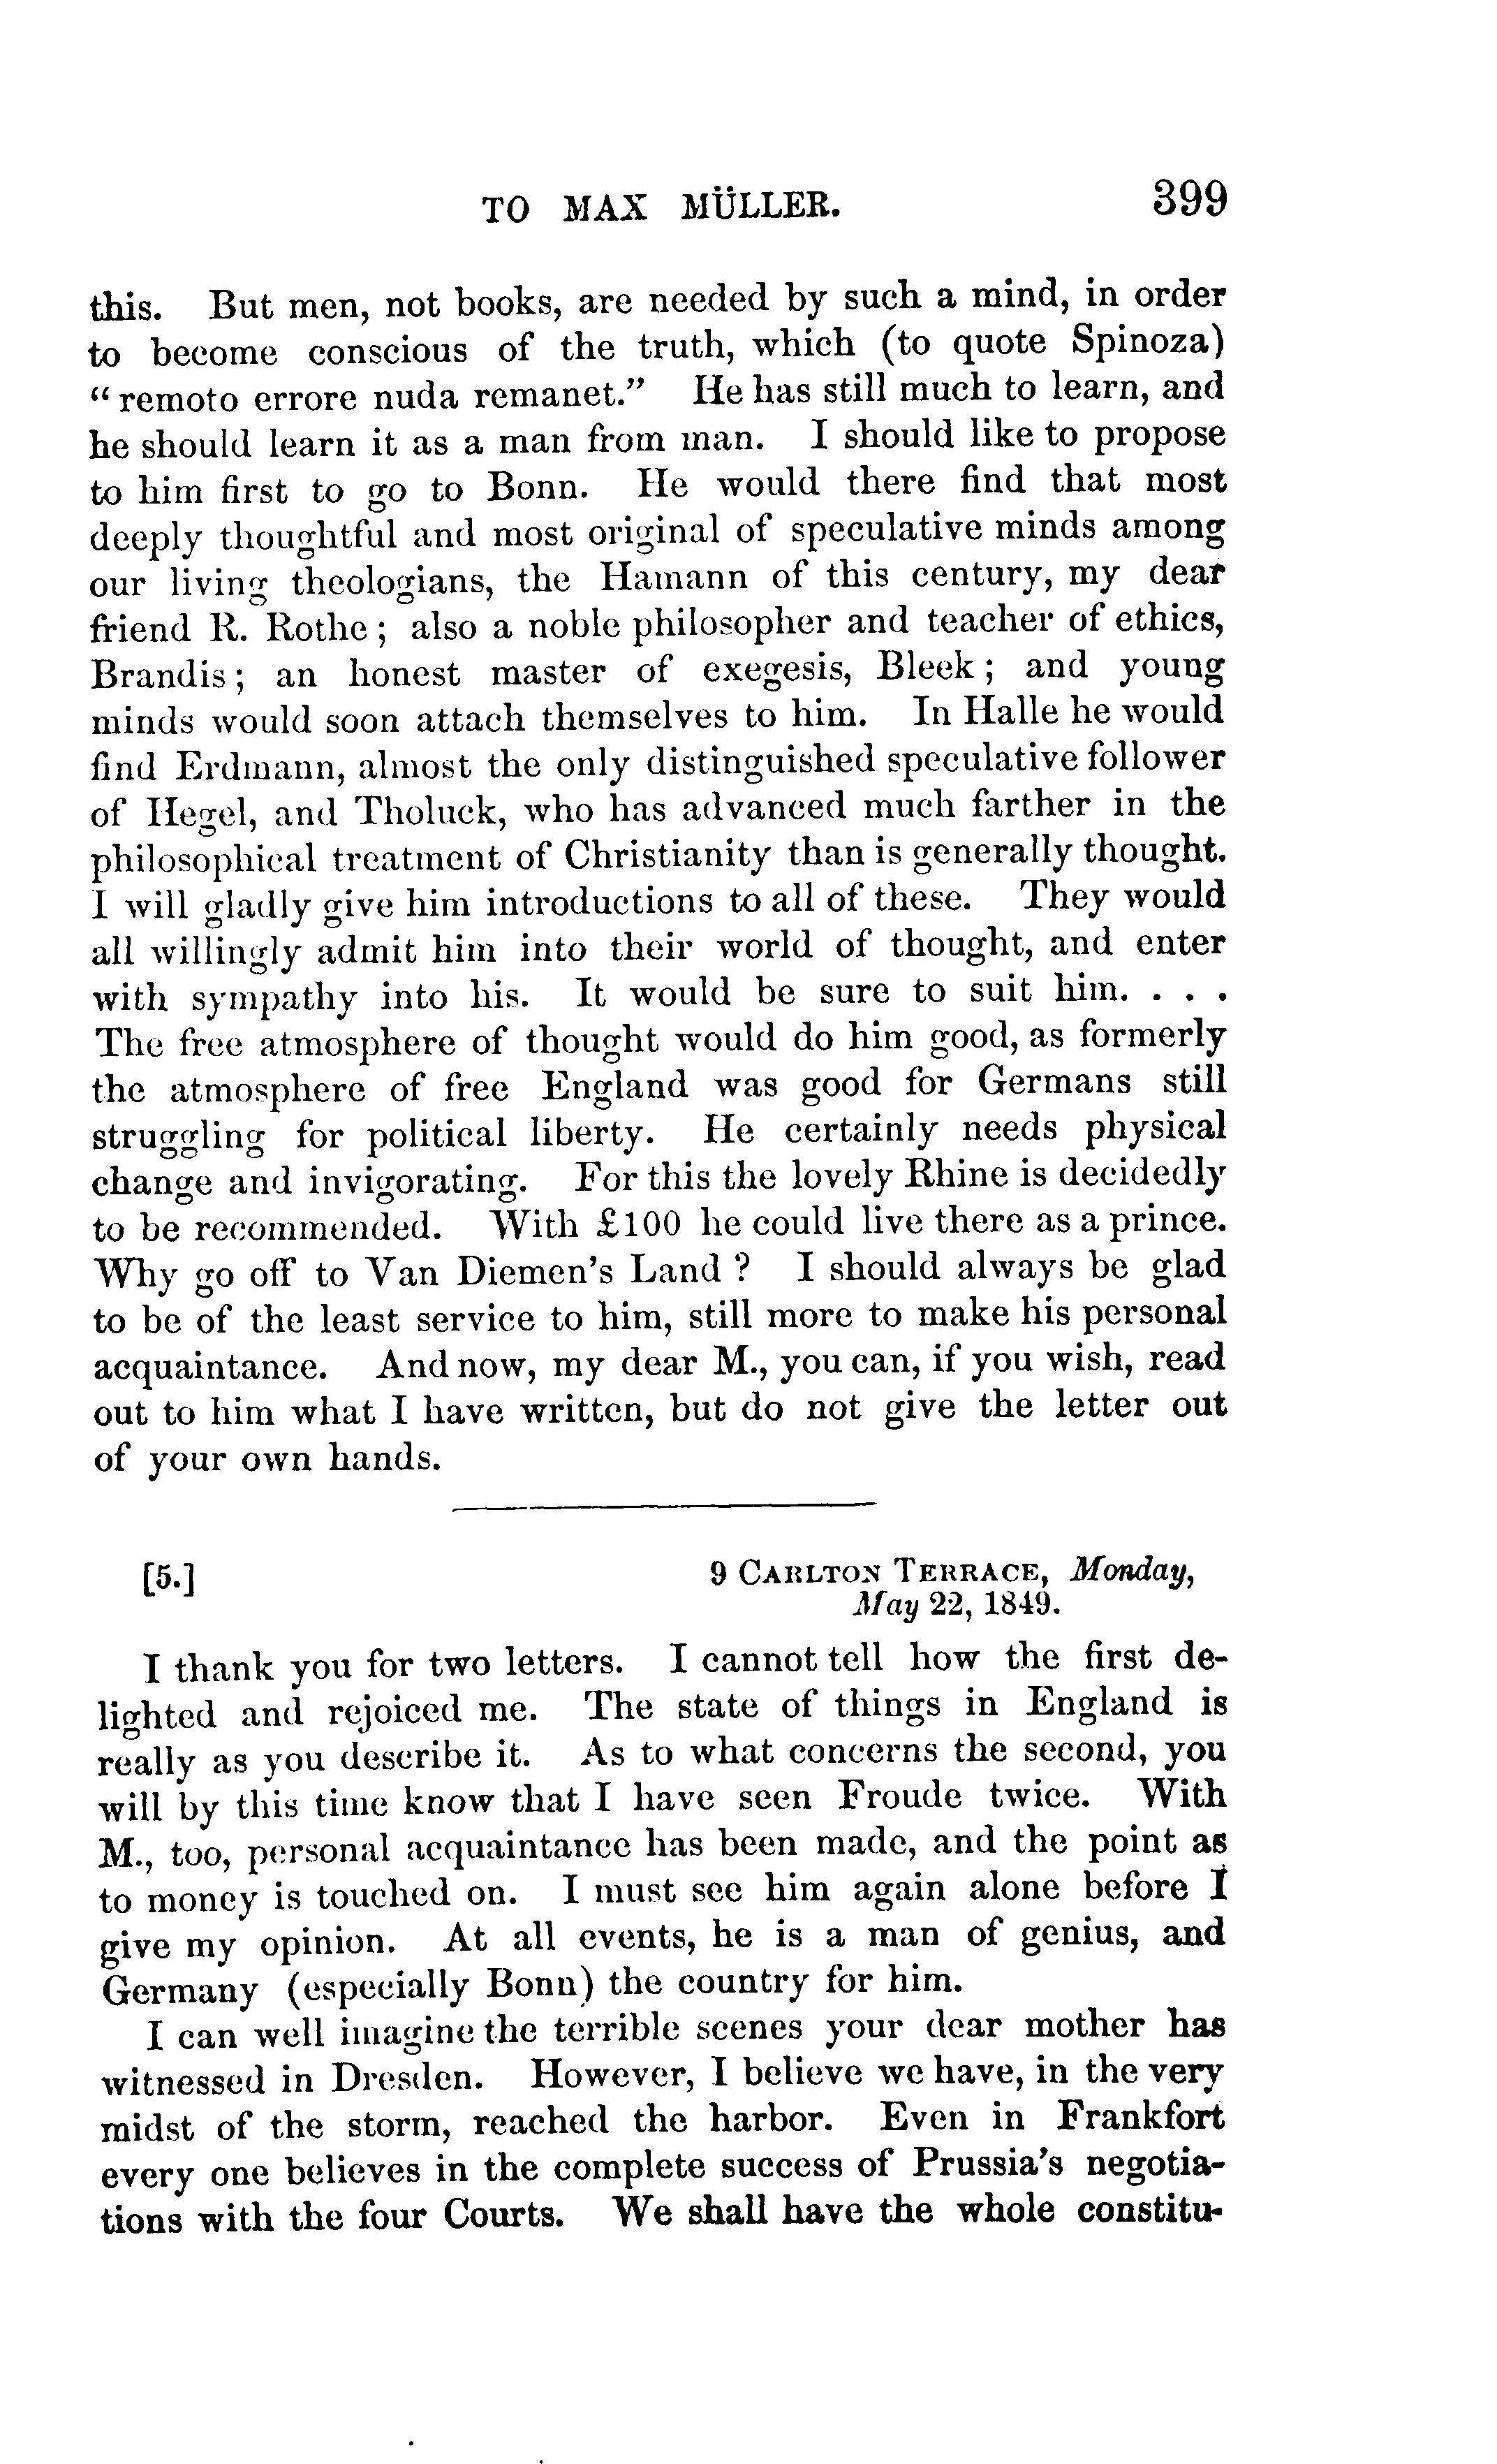 TO MAX MÜLLER. 399
this. But men, not books, are needed by such a mind, in order
to become conscious of the truth, which (to quote Spinoza)
“remoto errore nuda remanet.” He has still much to learn, and
he should learn it as a man from man. I should like to propose
to him first to go to Bonn. He would there find that most
deeply thoughtful and most original of speculative minds among
our living theologians, the Hamann of this century, my dear
friend R. Rothe; also a noble philosopher and teacher of ethics,
Brandis; an honest master of exegesis, Bleek; and young
minds would soon attach themselves to him. In Halle he would
find Erdmann, almost the only distinguished speculative follower
of Hegel, and Tholuck, who has advanced much farther in the
philosophical treatment of Christianity than is generally thought.
I will gladly give him introductions to all of these. They would
all willingly admit him into their world of thought, and enter
with sympathy into his. It would be sure to suit him. . . .
The free atmosphere of thought would do him good, as formerly
the atmosphere of free England was good for Germans still
struggling for political liberty. He certainly needs physical
change and invigorating. For this the lovely Rhine is decidedly
to be recommended. With £100 he could live there as a prince.
Why go off to Van Diemen's Land? I should always be glad
to be of the least service to him, still more to make his personal
acquaintance. And now, my dear M., you can, if you wish, read
out to him what I have written, but do not give the letter out
of your own hands.
[5.] 9 CARLTON TERRACE, Monday,
May 22, 1849.
I thank you for two letters. I cannot tell how the first de-
lighted and rejoiced me. The state of things in England is
really as you describe it. As to what concerns the second, you
will by this time know that I have seen Froude twice. With
M., too, personal acquaintance has been made, and the point as
to money is touched on. I must see him again alone before I
give my opinion. At all events, he is a man of genius, and
Germany (especially Bonn) the country for him.
I can well imagine the terrible scenes your dear mother has
witnessed in Dresden. However, I believe we have, in the very
midst of the storm, reached the harbor. Even in Frankfort
every one believes in the complete success of Prussia's negotia-
tions with the four Courts. We shall have the whole constitu-